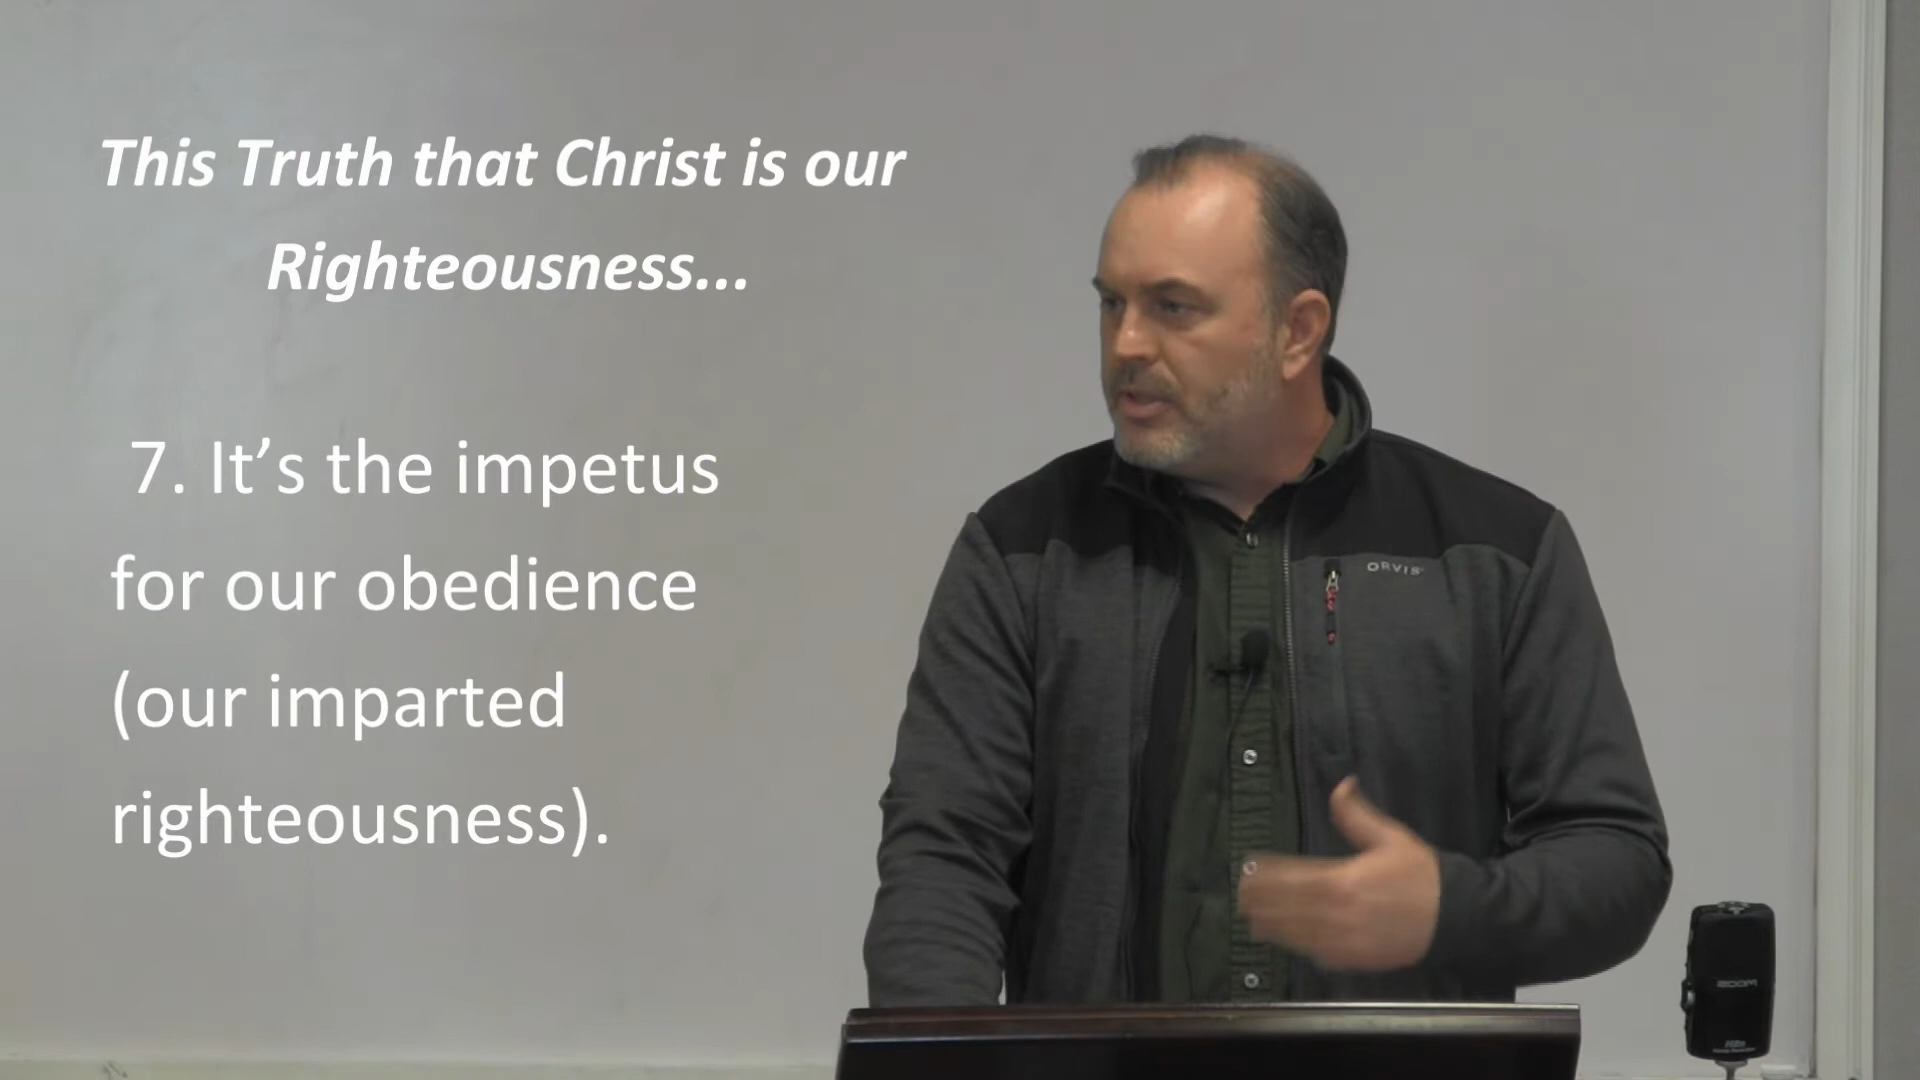 This Truth that Christ is our
Righteousness...
7. It’s the impetus
for our obedience
(our imparted
righteousness).
ORVIS
zoom
H2n